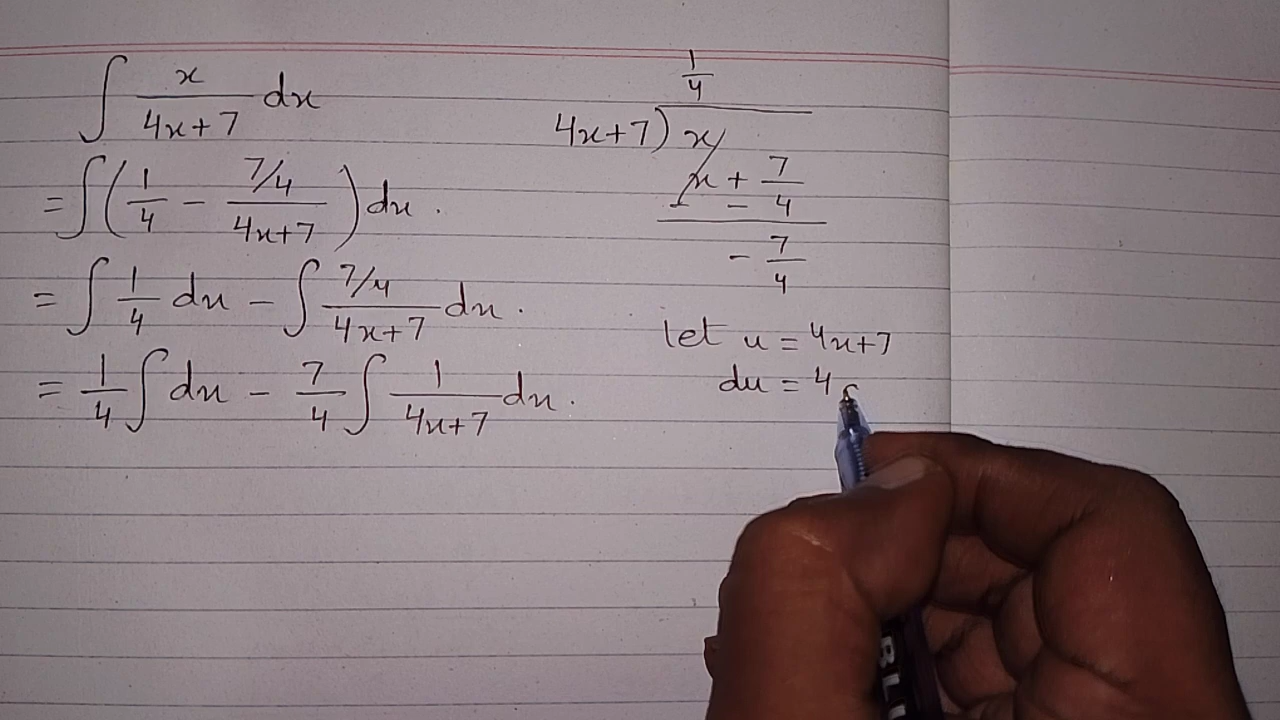 ∫ x/(4x+7) dx
= ∫ (1/4 - (7/4)/(4x+7)) dx .
= ∫ 1/4 dx - ∫ (7/4)/(4x+7) dx .
= 1/4 ∫ dx - 7/4 ∫ 1/(4x+7) dx .
1/4
4x+7 ) x
x + 7/4
- -
- 7/4
let u = 4x+7
du = 4
BLU